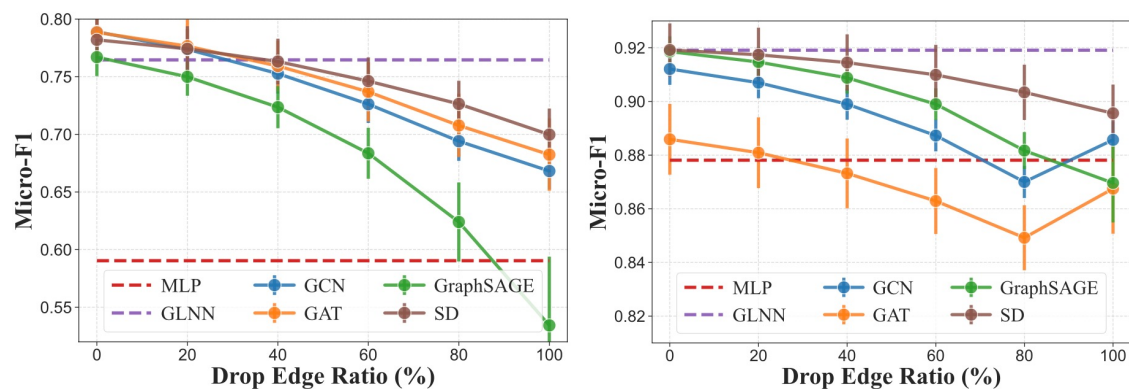 0.80
0.75
0.70
0.65
0.60
0.55
Micro-F1
MLP GCN GraphSAGE
GLNN GAT SD
0 20 40 60 80 100
Drop Edge Ratio (%)
0.92
0.90
0.88
0.86
0.84
0.82
Micro-F1
MLP GCN GraphSAGE
GLNN GAT SD
0 20 40 60 80 100
Drop Edge Ratio (%)